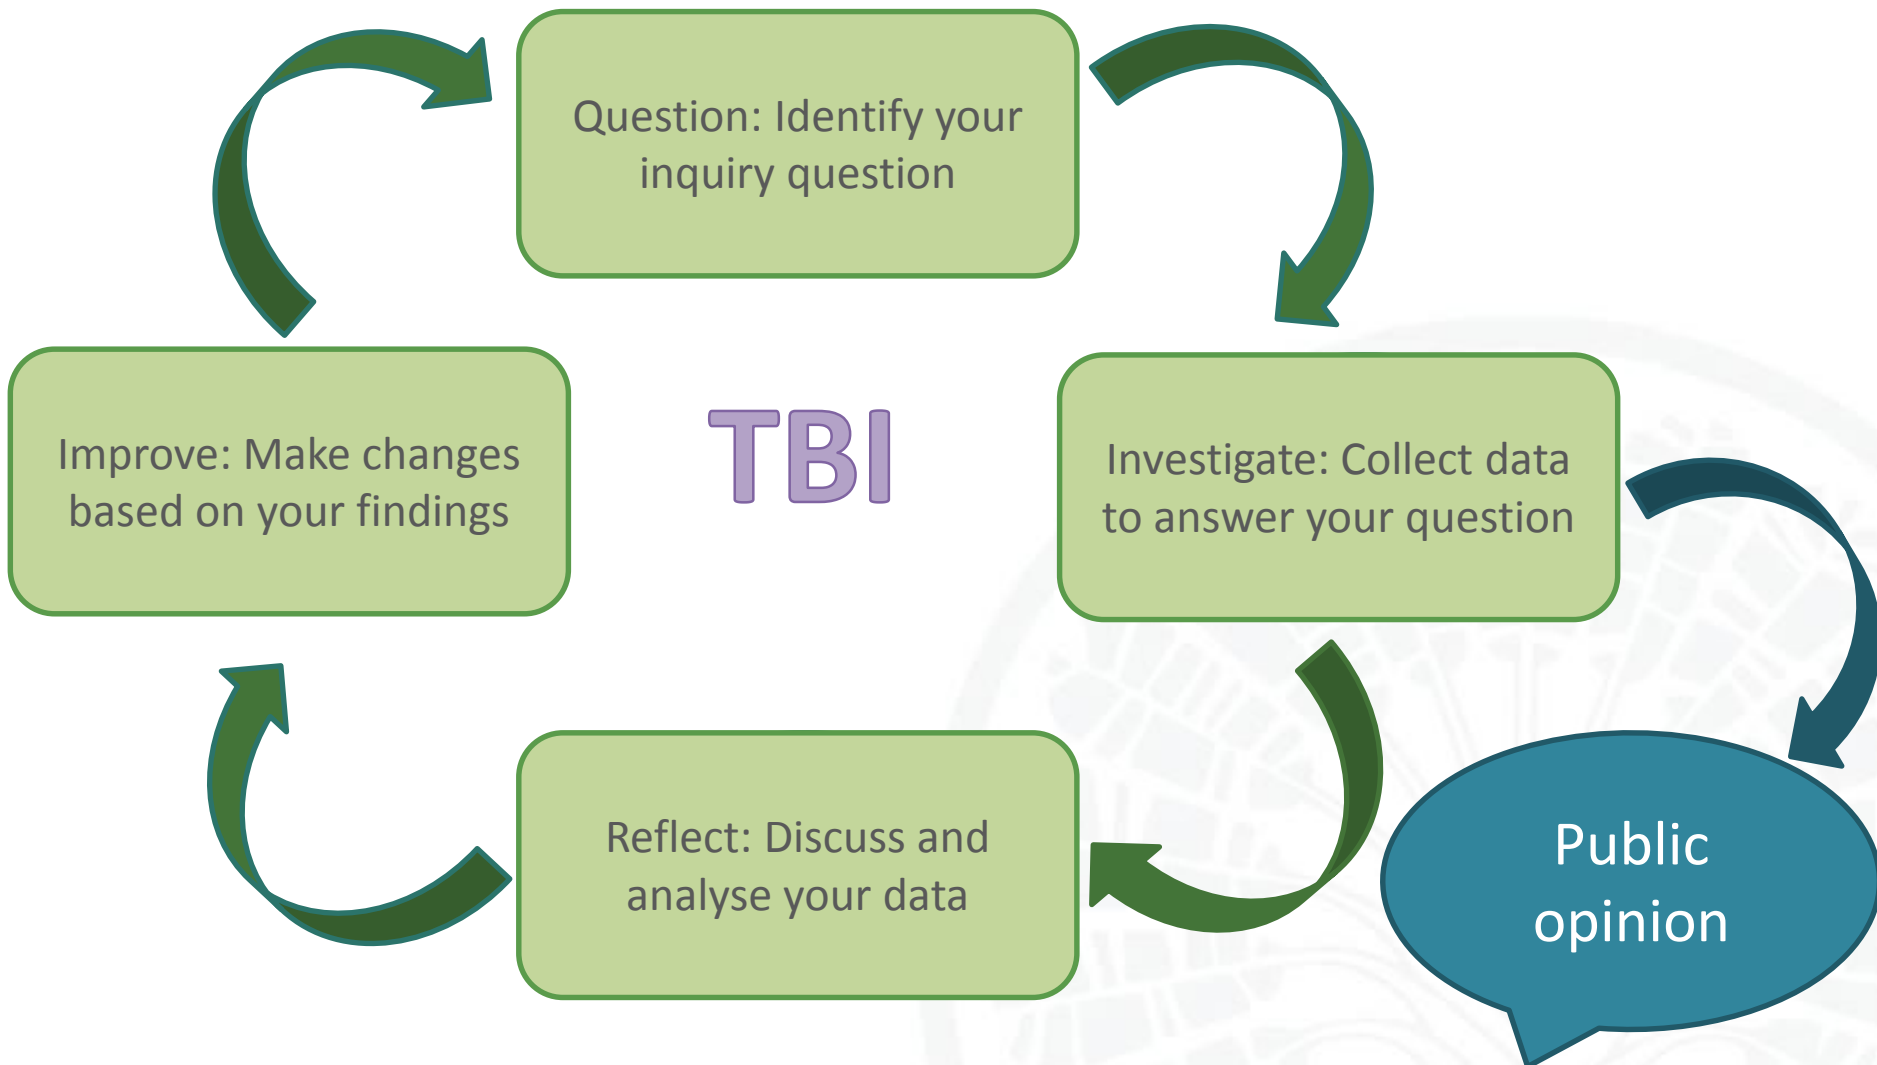 Question: Identify your
inquiry question
Improve: Make changes
based on your findings
TBI
Investigate: Collect data
to answer your question
Reflect: Discuss and
analyse your data
Public
opinion